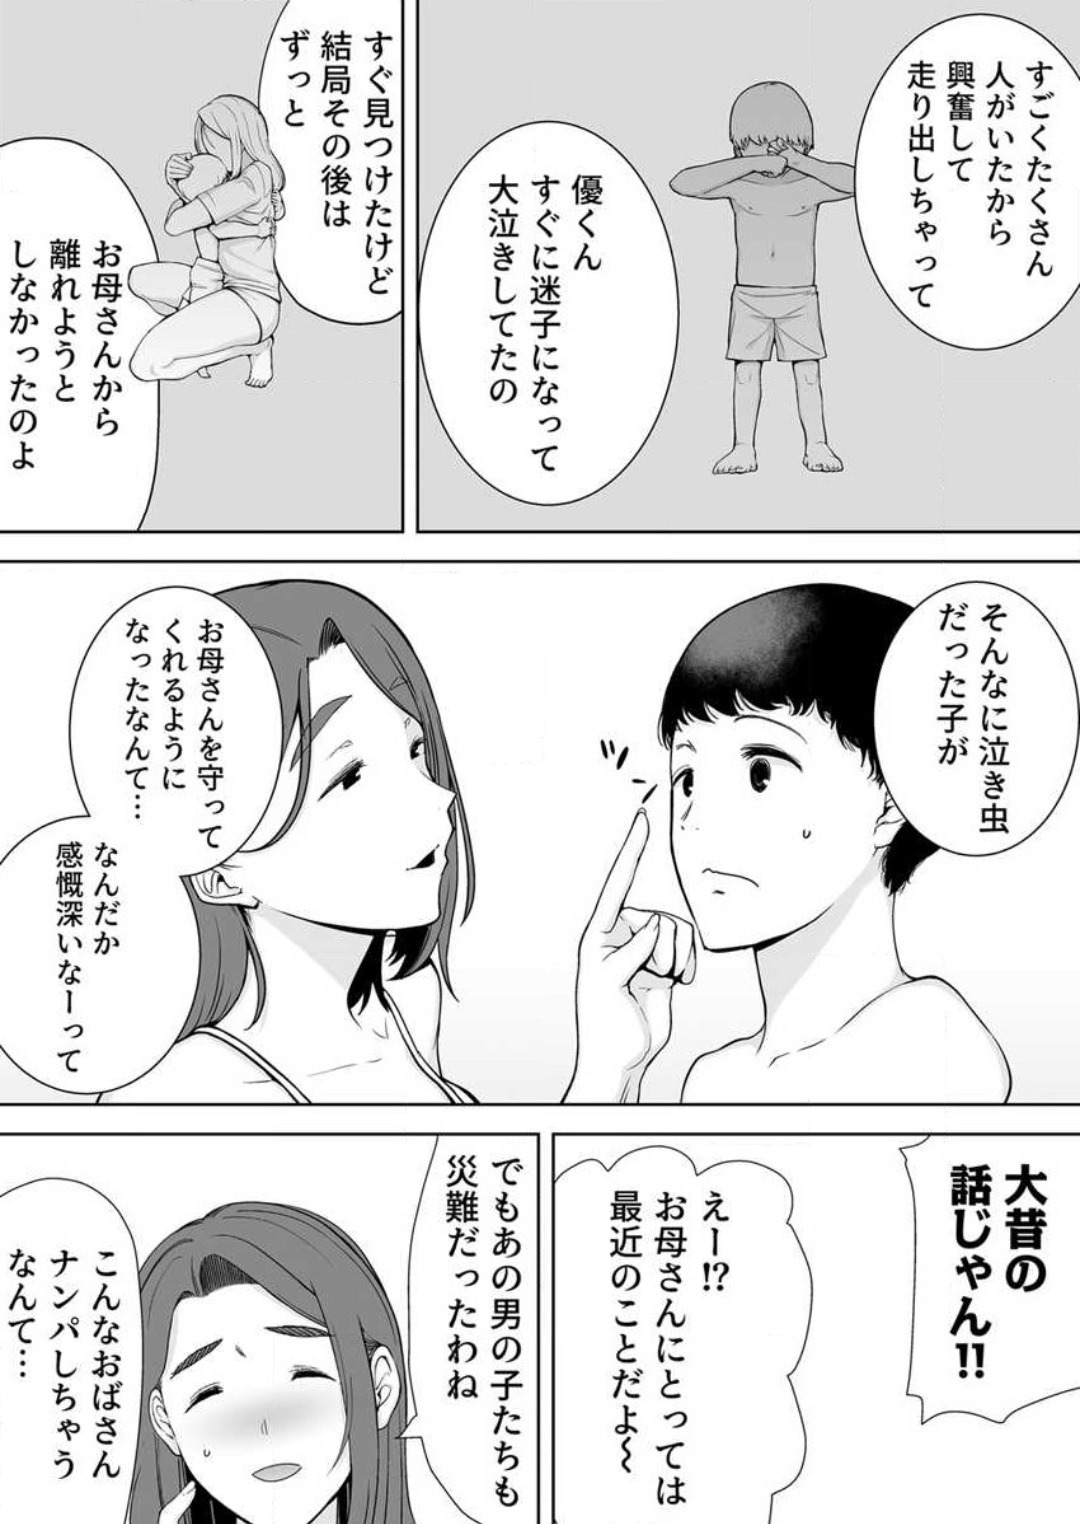 すごくたくさん
人がいたから
興奮して
走り出しちゃって
優くん
すぐに迷子になって
大泣きしてたの
すぐ見つけたけど
結局その後は
ずっと
お母さんから
離れようと
しなかったのよ
そんなに泣き虫
だった子が
お母さんを守って
くれるように
なったなんて…
なんだか
感慨深いなーって
大昔の
話じゃん!!
えー!?
お母さんにとっては
最近のことだよ〜
でもあの男の子たちも
災難だったわね
こんなおばさん
ナンパしちゃう
なんて…